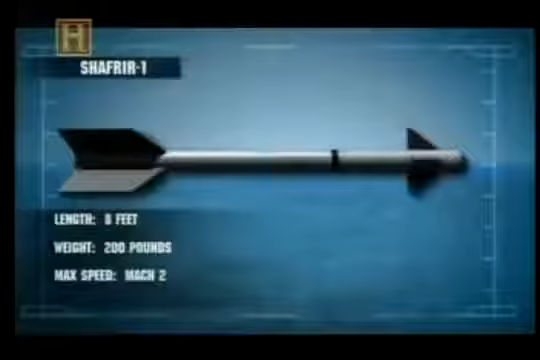 H
SHAFRIR-1
LENGTH: 8 FEET
WEIGHT: 200 POUNDS
MAX SPEED: MACH 2